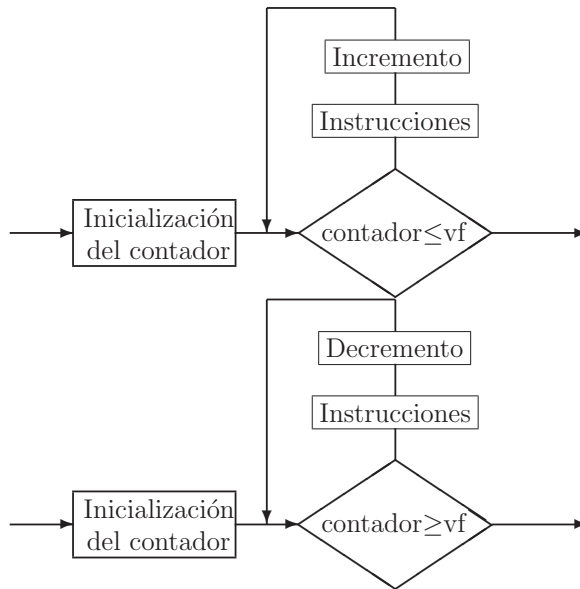 Incremento
Instrucciones
Inicialización
del contador
contador≤vf
Decremento
Instrucciones
Inicialización
del contador
contador≥vf